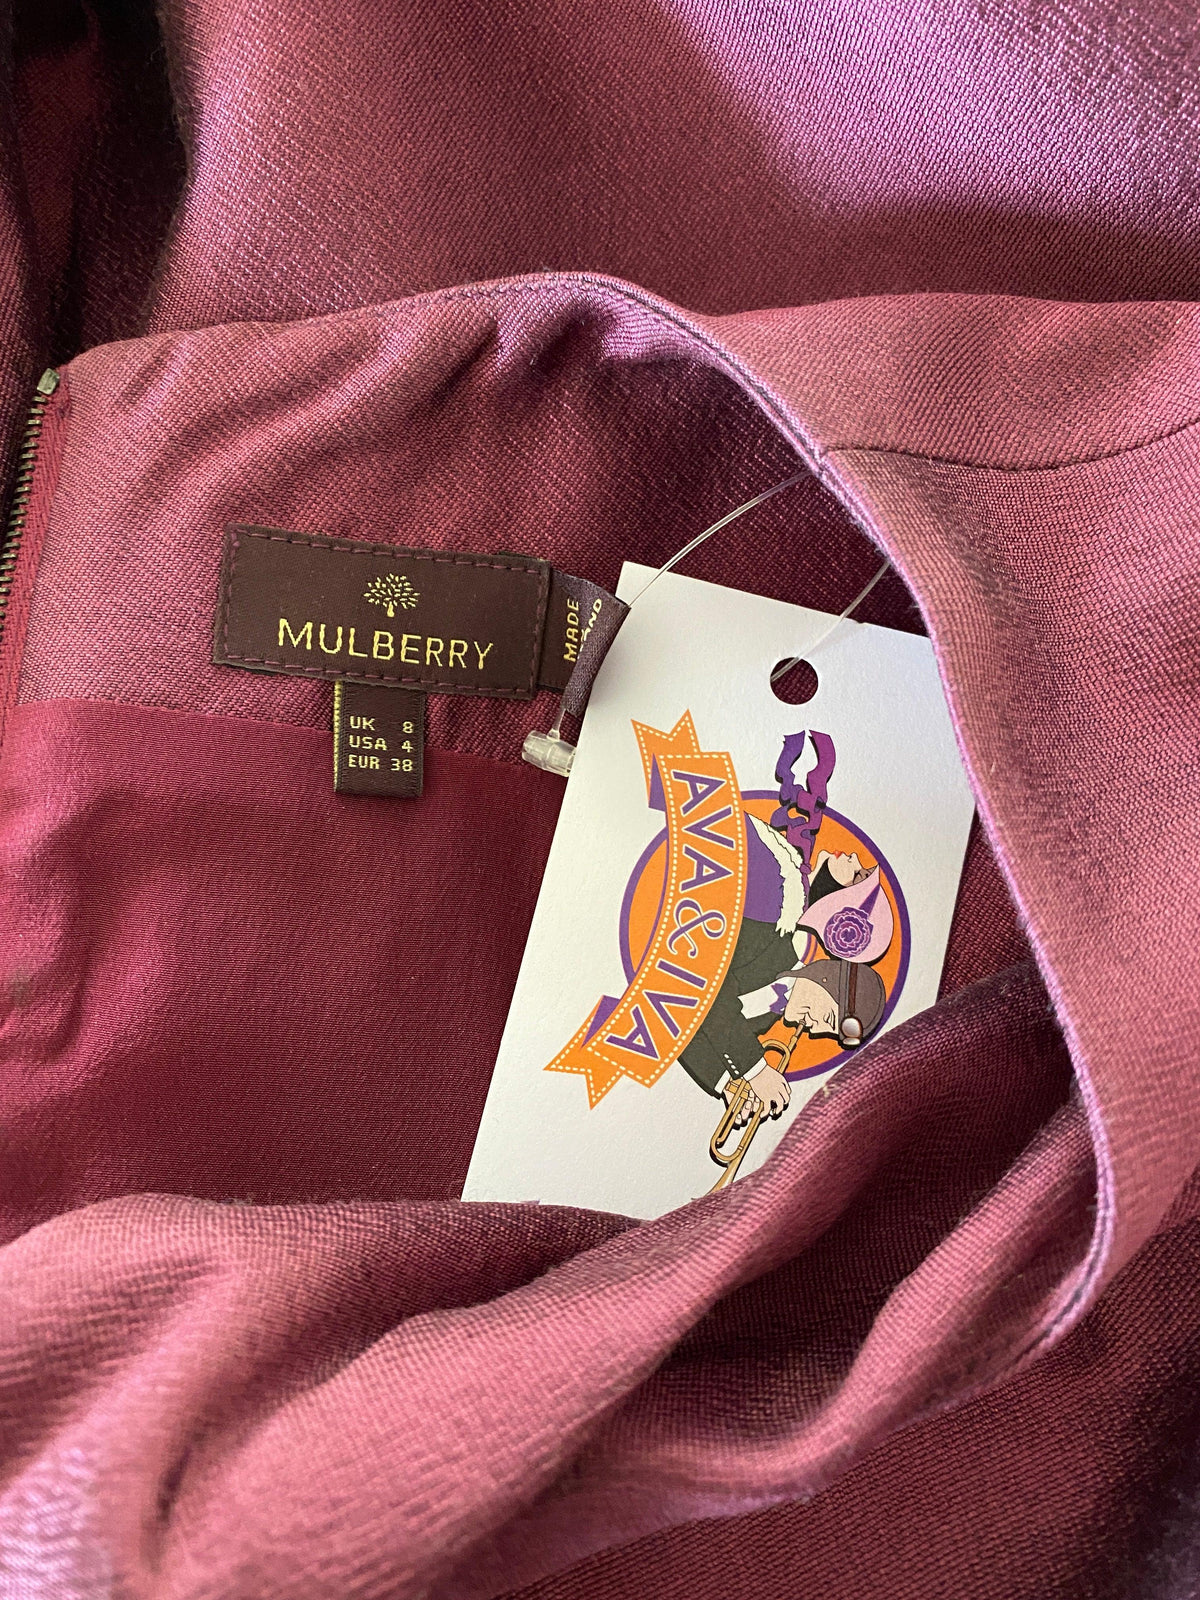 MULBERRY
UK 8
USA 4
EUR 38
MADE
AVA & IVA